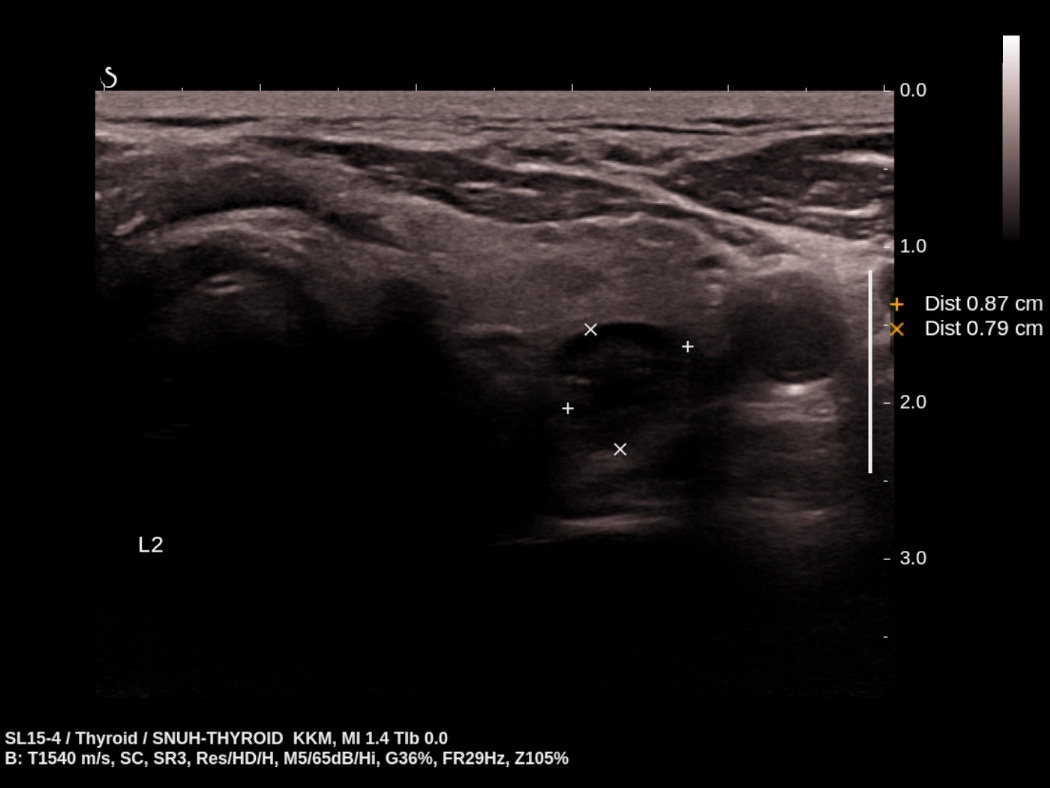 S
0.0
1.0
+ Dist 0.87 cm
× Dist 0.79 cm
2.0
L2
3.0
SL15-4 / Thyroid / SNUH-THYROID KKM, MI 1.4 TIb 0.0
B: T1540 m/s, SC, SR3, Res/HD/H, M5/65dB/Hi, G36%, FR29Hz, Z105%